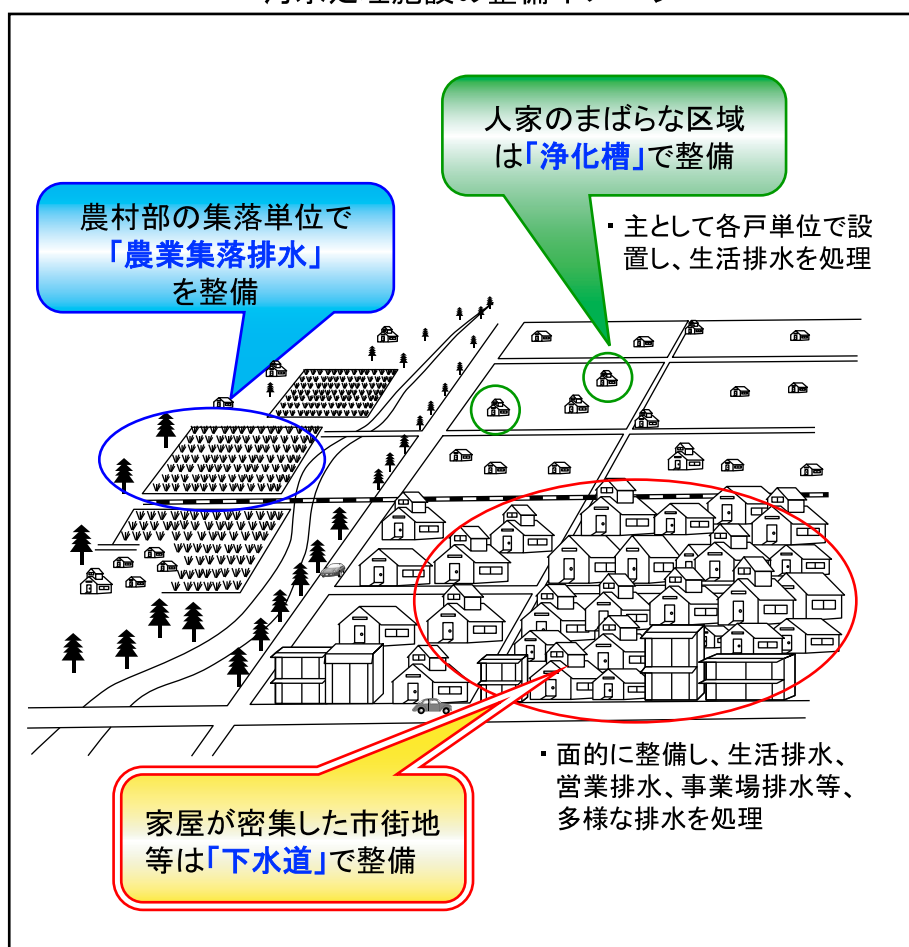 人家のまばらな区域
は「浄化槽」で整備
農村部の集落単位で
「農業集落排水」
を整備
・主として各戸単位で設
置し、生活排水を処理
・面的に整備し、生活排水、
営業排水、事業場排水等、
多様な排水を処理
家屋が密集した市街地
等は「下水道」で整備